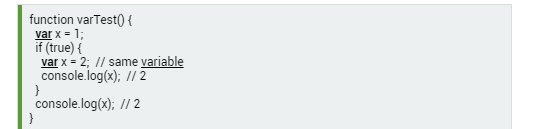 function varTest() {
var x = 1;
if (true) {
var x = 2; // same variable
console.log(x); // 2
}
console.log(x); // 2
}